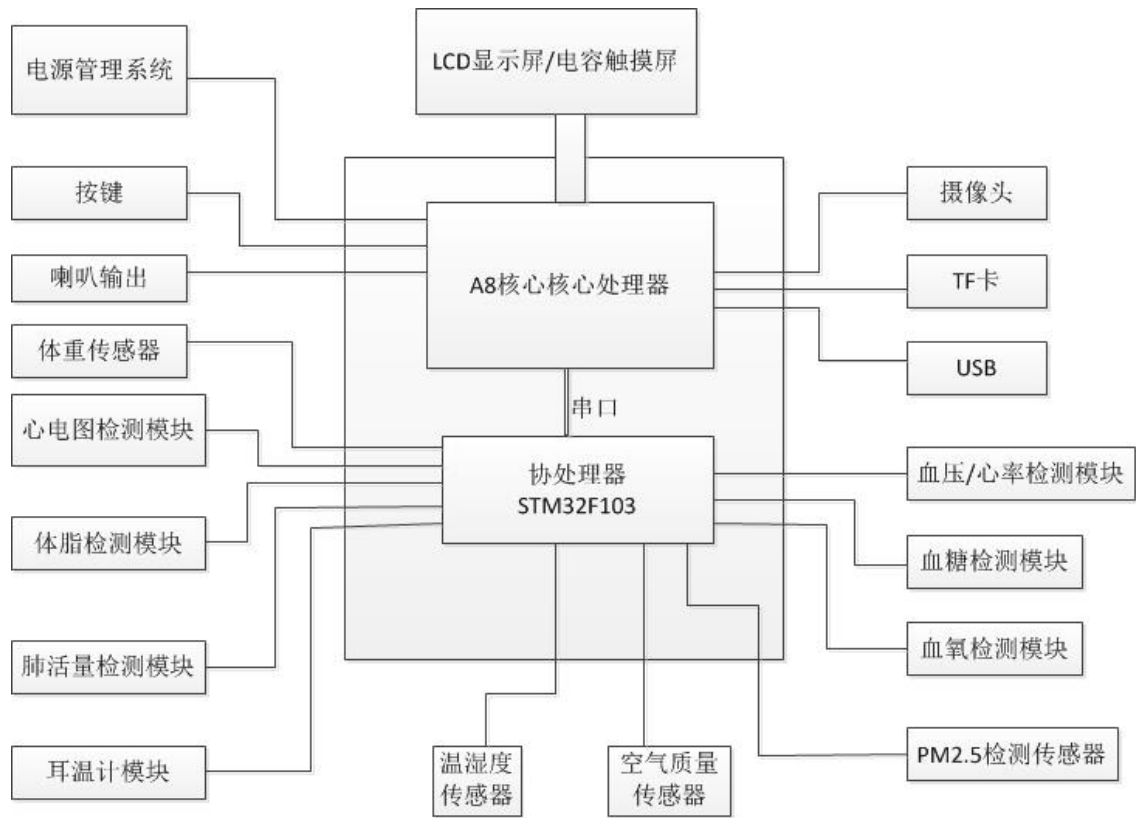 电源管理系统
LCD显示屏/电容触摸屏
按键
摄像头
喇叭输出
A8核心核心处理器
TF卡
体重传感器
USB
串口
心电图检测模块
协处理器
STM32F103
血压/心率检测模块
体脂检测模块
血糖检测模块
肺活量检测模块
血氧检测模块
耳温计模块
温湿度
传感器
空气质量
传感器
PM2.5检测传感器